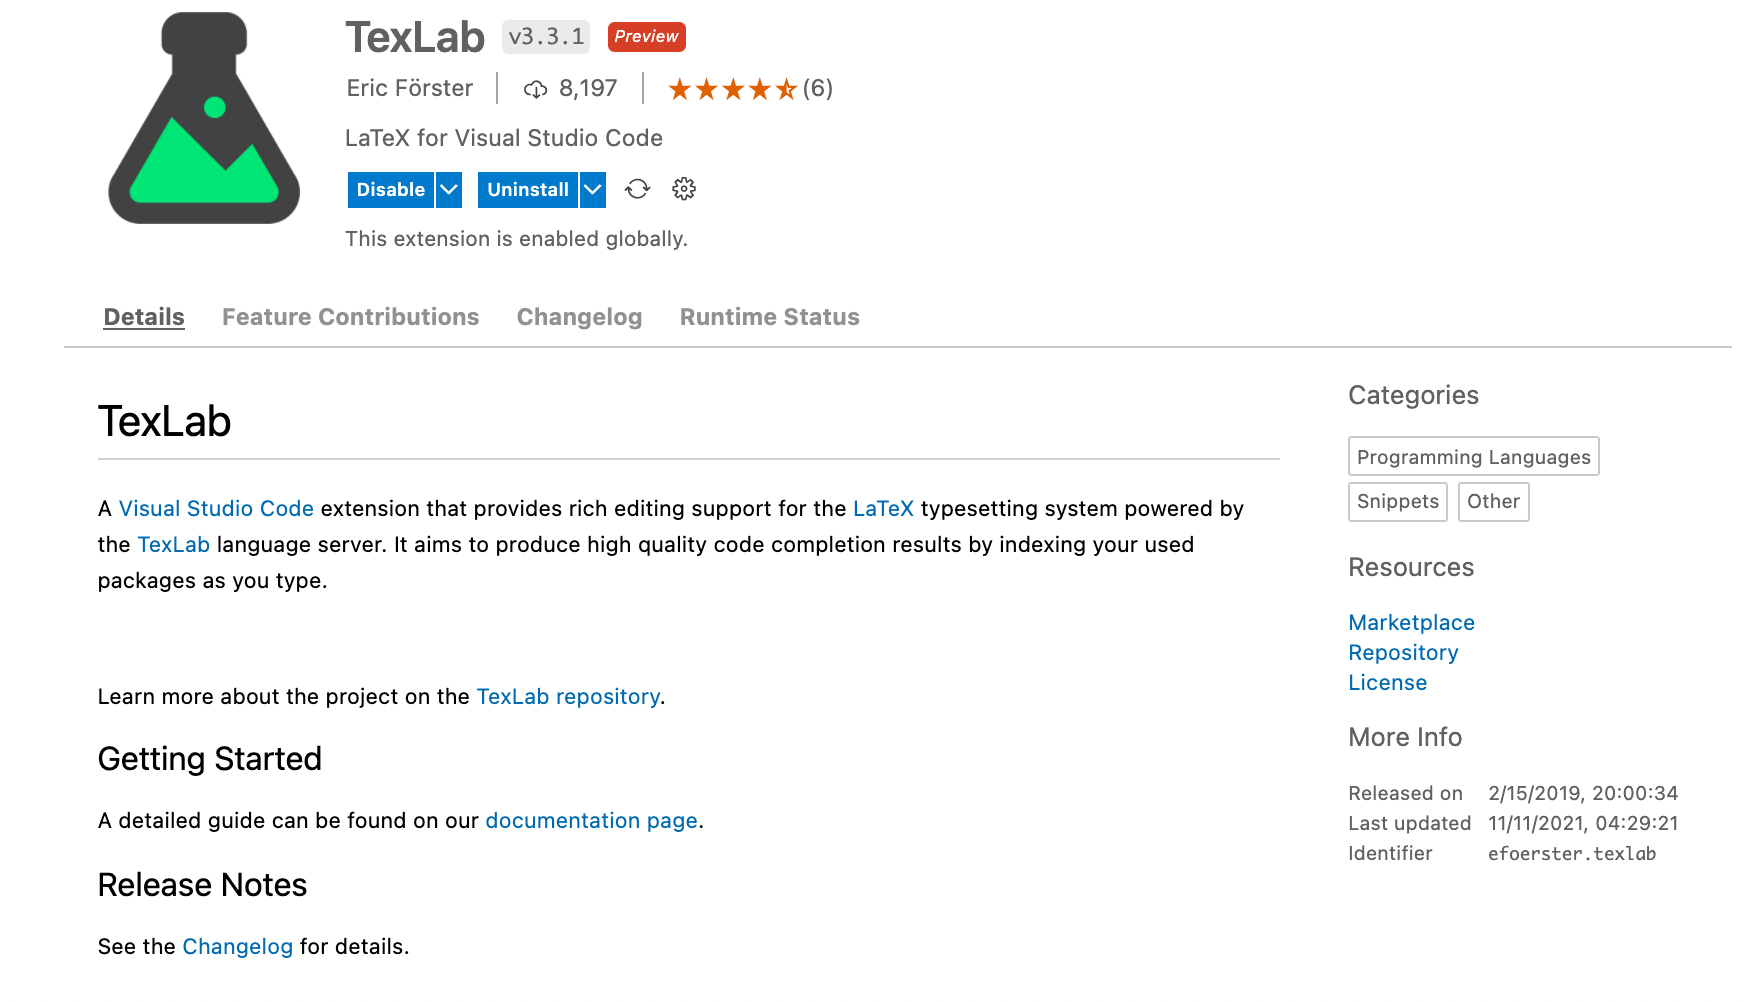 TexLab v3.3.1 Preview
Eric Förster 8,197 (6)
LaTeX for Visual Studio Code
Disable Uninstall
This extension is enabled globally.
Details Feature Contributions Changelog Runtime Status
TexLab
A Visual Studio Code extension that provides rich editing support for the LaTeX typesetting system powered by
the TexLab language server. It aims to produce high quality code completion results by indexing your used
packages as you type.
Learn more about the project on the TexLab repository.
Getting Started
A detailed guide can be found on our documentation page.
Release Notes
See the Changelog for details.
Categories
Programming Languages
Snippets Other
Resources
Marketplace
Repository
License
More Info
Released on 2/15/2019, 20:00:34
Last updated 11/11/2021, 04:29:21
Identifier efoerster.texlab